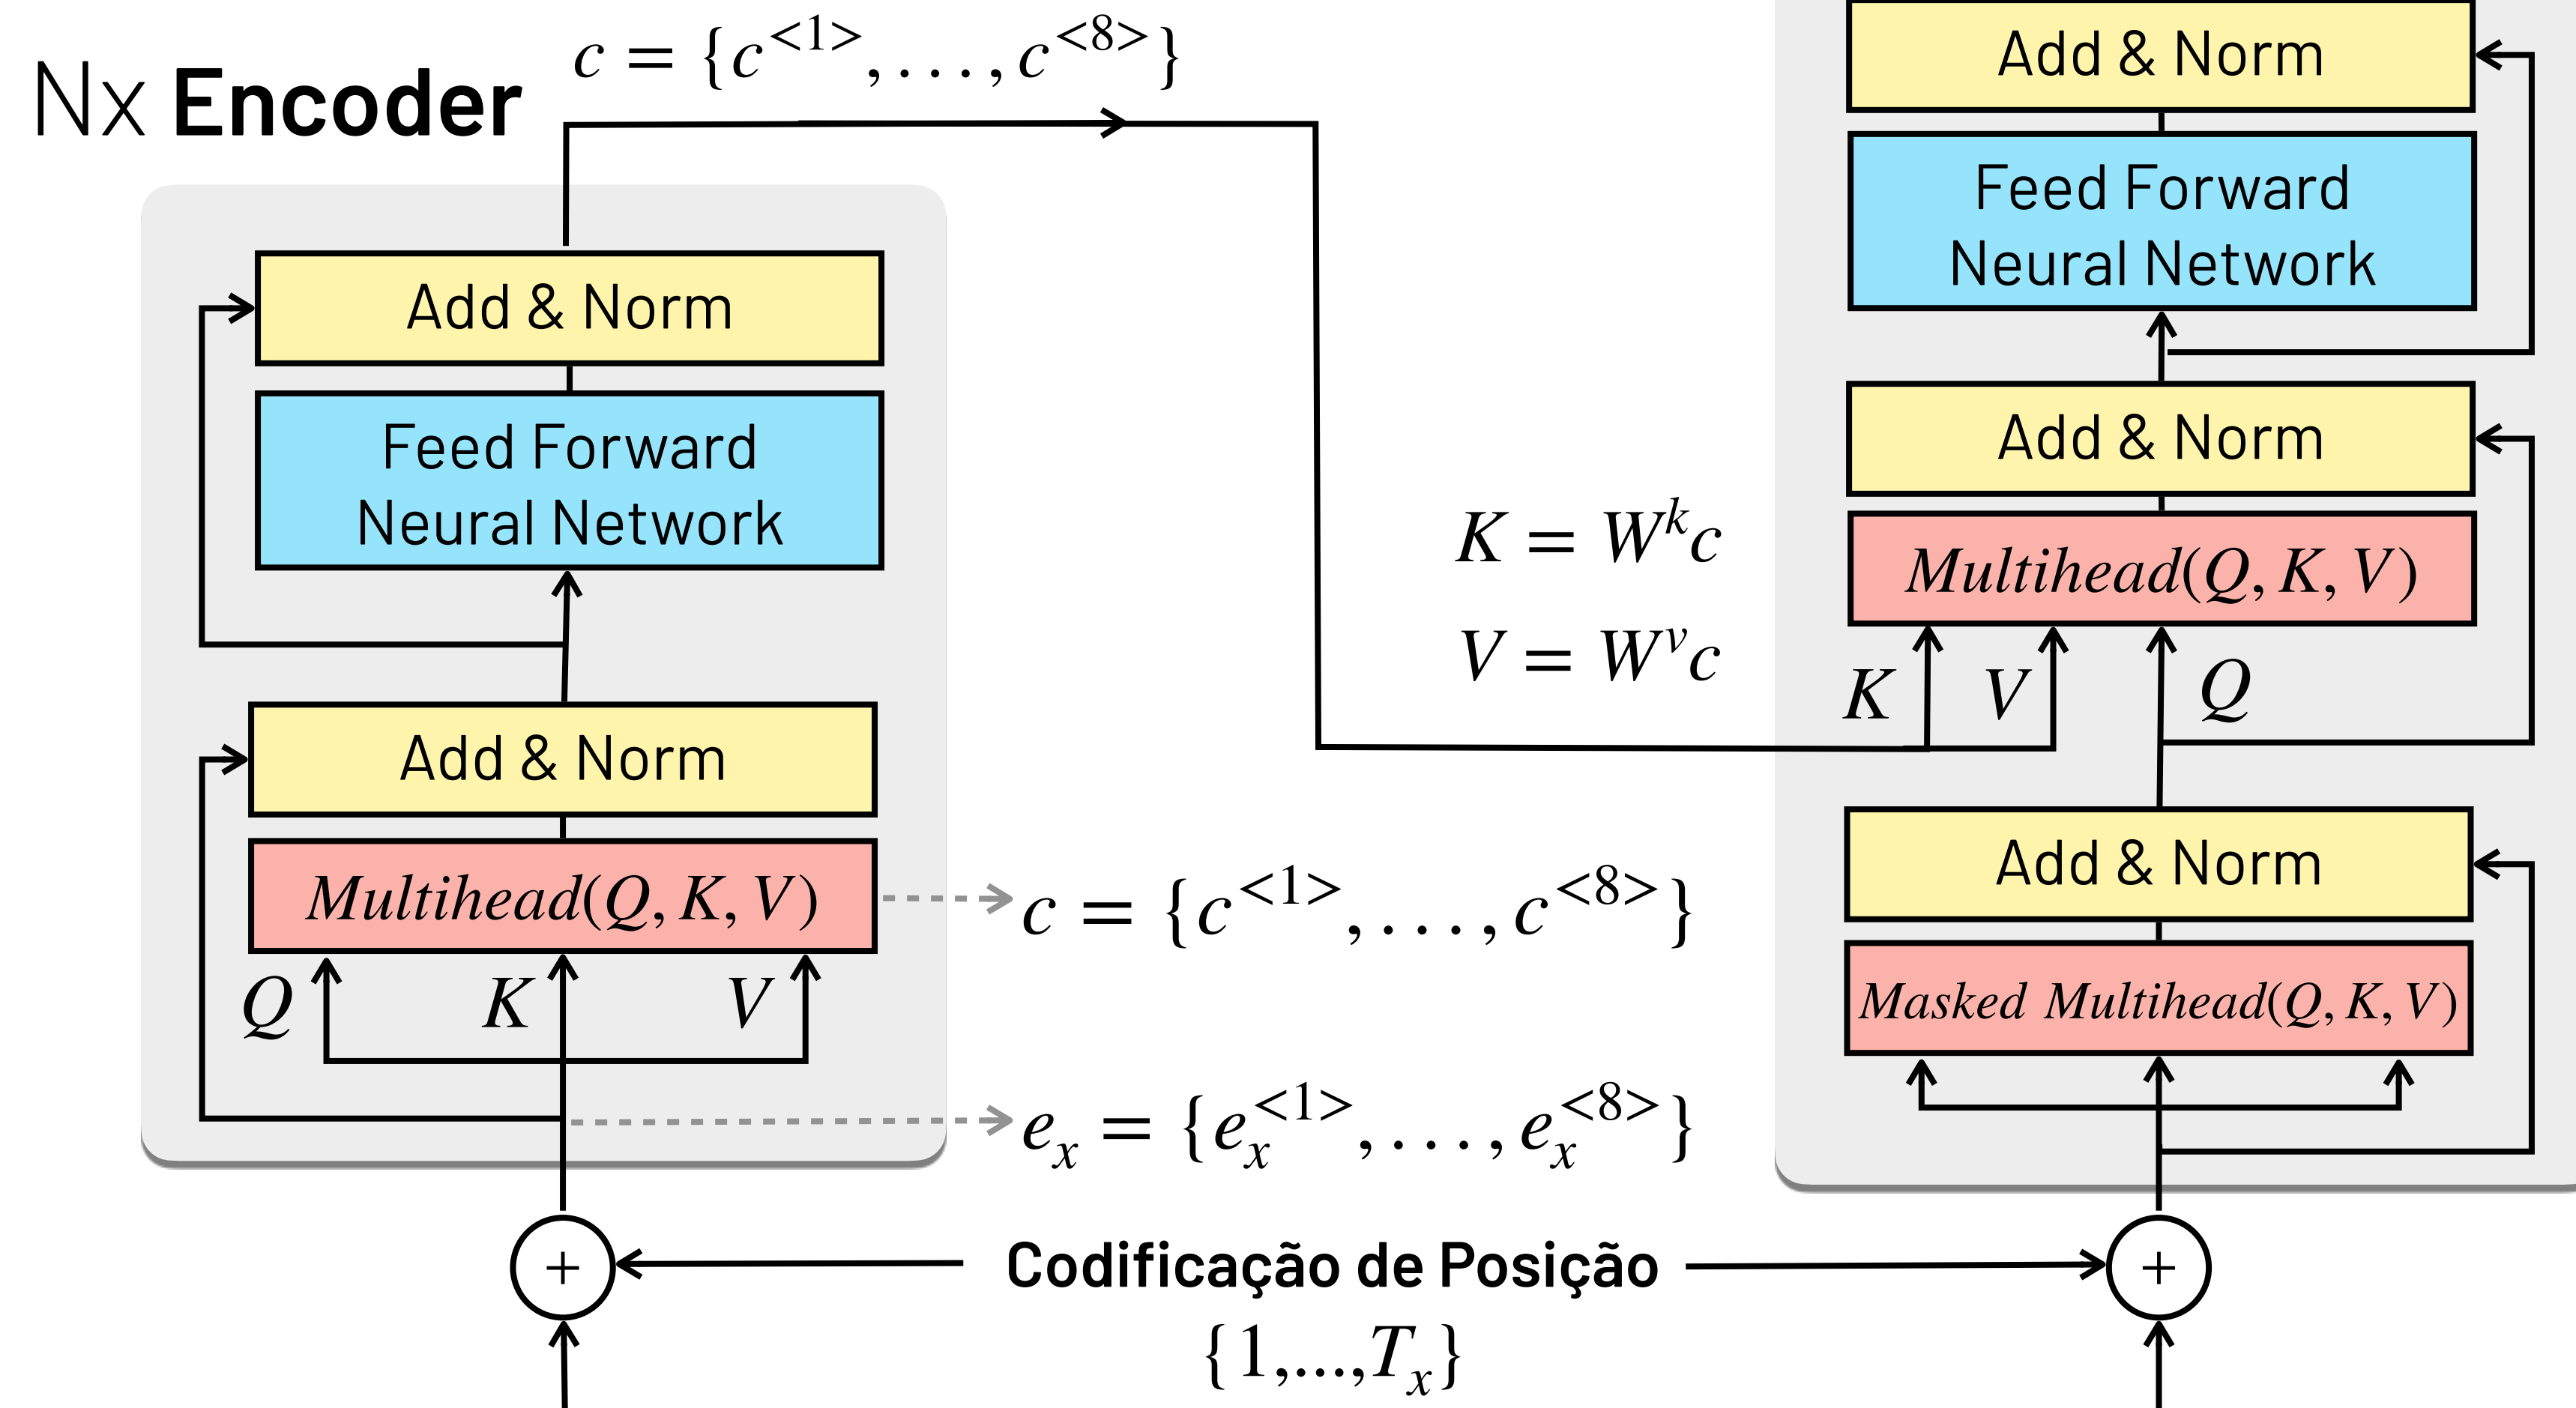 Nx Encoder
c = {c<1>, . . . , c<8>}
Add & Norm
Feed Forward
Neural Network
Add & Norm
Multihead(Q, K, V)
Q K V
c = {c<1>, . . . , c<8>}
ex = {ex<1>, . . . , ex<8>}
K = Wkc
V = Wvc
Add & Norm
Feed Forward
Neural Network
Add & Norm
Multihead(Q, K, V)
K V Q
Add & Norm
Masked Multihead(Q, K, V)
+
Codificação de Posição
{1,...,Tx}
+